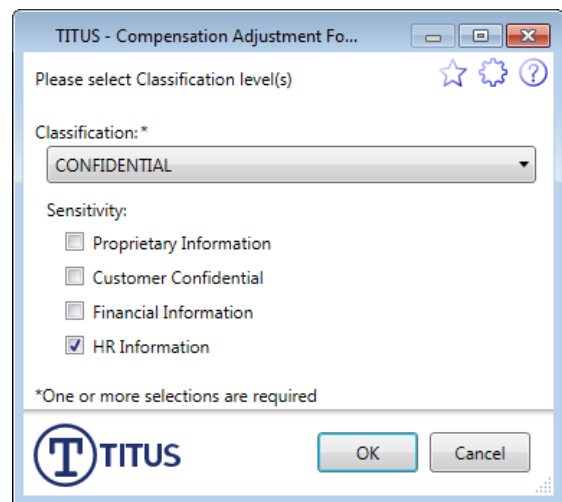 TITUS - Compensation Adjustment Fo...
Please select Classification level(s)
Classification:*
CONFIDENTIAL
Sensitivity:
Proprietary Information
Customer Confidential
Financial Information
HR Information
*One or more selections are required
T TITUS
OK Cancel